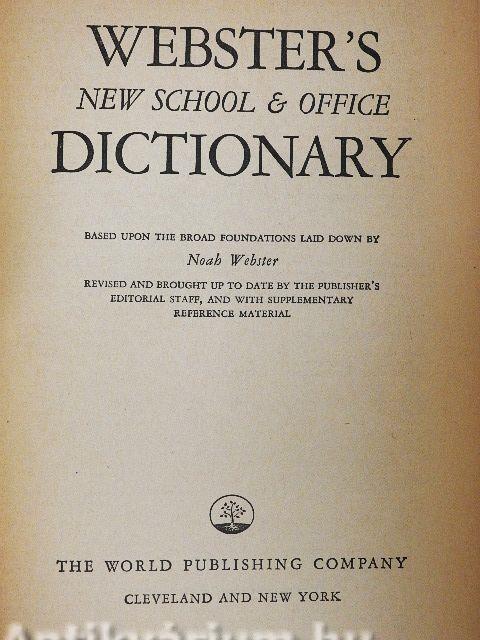 WEBSTER'S
NEW SCHOOL & OFFICE
DICTIONARY
BASED UPON THE BROAD FOUNDATIONS LAID DOWN BY
Noah Webster
REVISED AND BROUGHT UP TO DATE BY THE PUBLISHER'S
EDITORIAL STAFF, AND WITH SUPPLEMENTARY
REFERENCE MATERIAL
THE WORLD PUBLISHING COMPANY
CLEVELAND AND NEW YORK
Antikvárium.hu